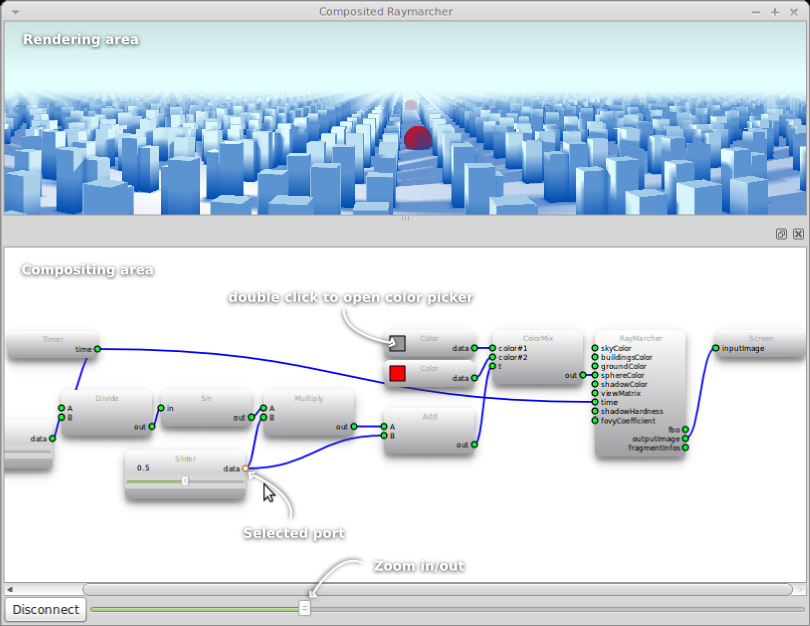 Composited Raymarcher
Rendering area
Compositing area
double click to open color picker
Timer
time
Color
data
Color
data
ColorMix
color#1
color#2
t
out
RayMarcher
skyColor
buildingsColor
groundColor
sphereColor
shadowColor
viewMatrix
time
shadowHardness
fovyCoefficient
fbo
outputImage
fragmentInfos
Screen
inputImage
data
Divide
A
B
out
Sin
in
out
Multiply
A
B
out
Add
A
B
out
Slider
0.5
data
Selected port
Zoom in/out
Disconnect